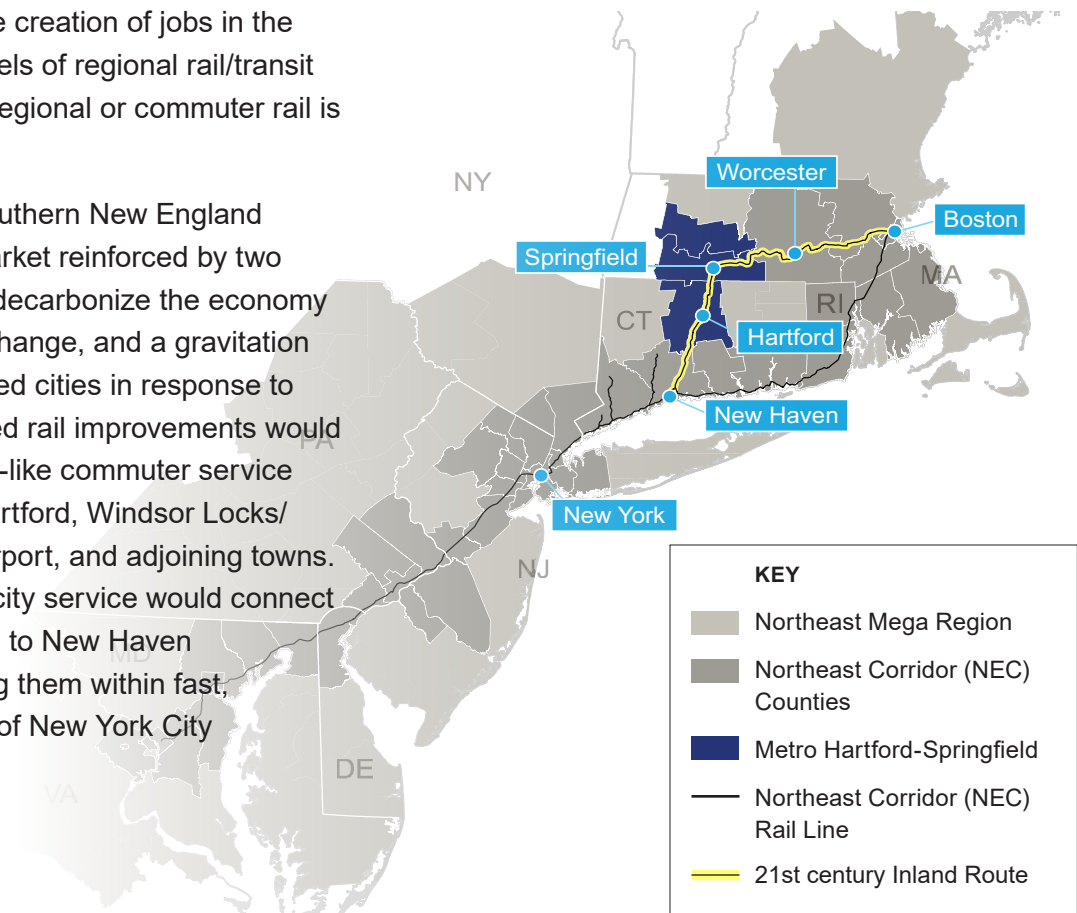 e creation of jobs in the
els of regional rail/transit
egional or commuter rail is
uthern New England
arket reinforced by two
decarbonize the economy
hange, and a gravitation
ed cities in response to
ed rail improvements would
-like commuter service
rtford, Windsor Locks/
rport, and adjoining towns.
city service would connect
to New Haven
g them within fast,
of New York City
NY
Worcester
Boston
Springfield
MA
RI
CT
Hartford
New Haven
PA
New York
NJ
MD
DE
VA
KEY
Northeast Mega Region
Northeast Corridor (NEC)
Counties
Metro Hartford-Springfield
Northeast Corridor (NEC)
Rail Line
21st century Inland Route